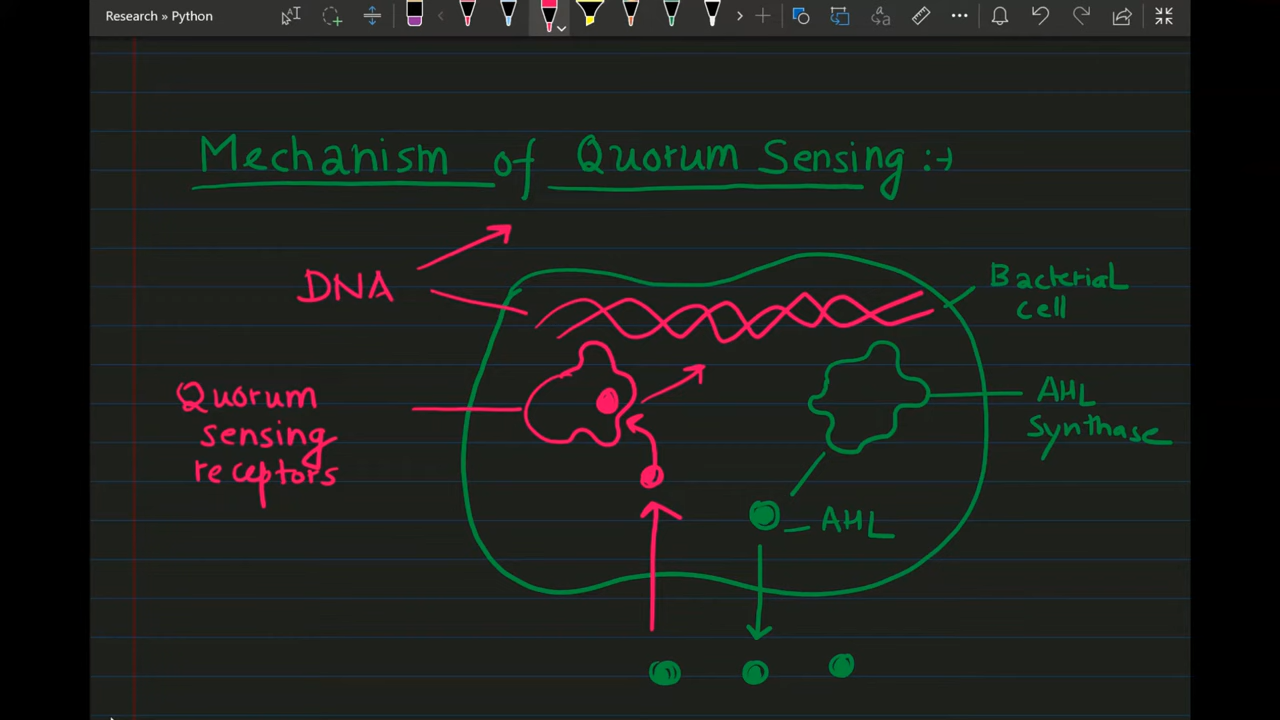 Research » Python
Mechanism of Quorum Sensing :-
DNA
Bacterial
cell
Quorum
sensing
receptors
AHL
synthase
AHL